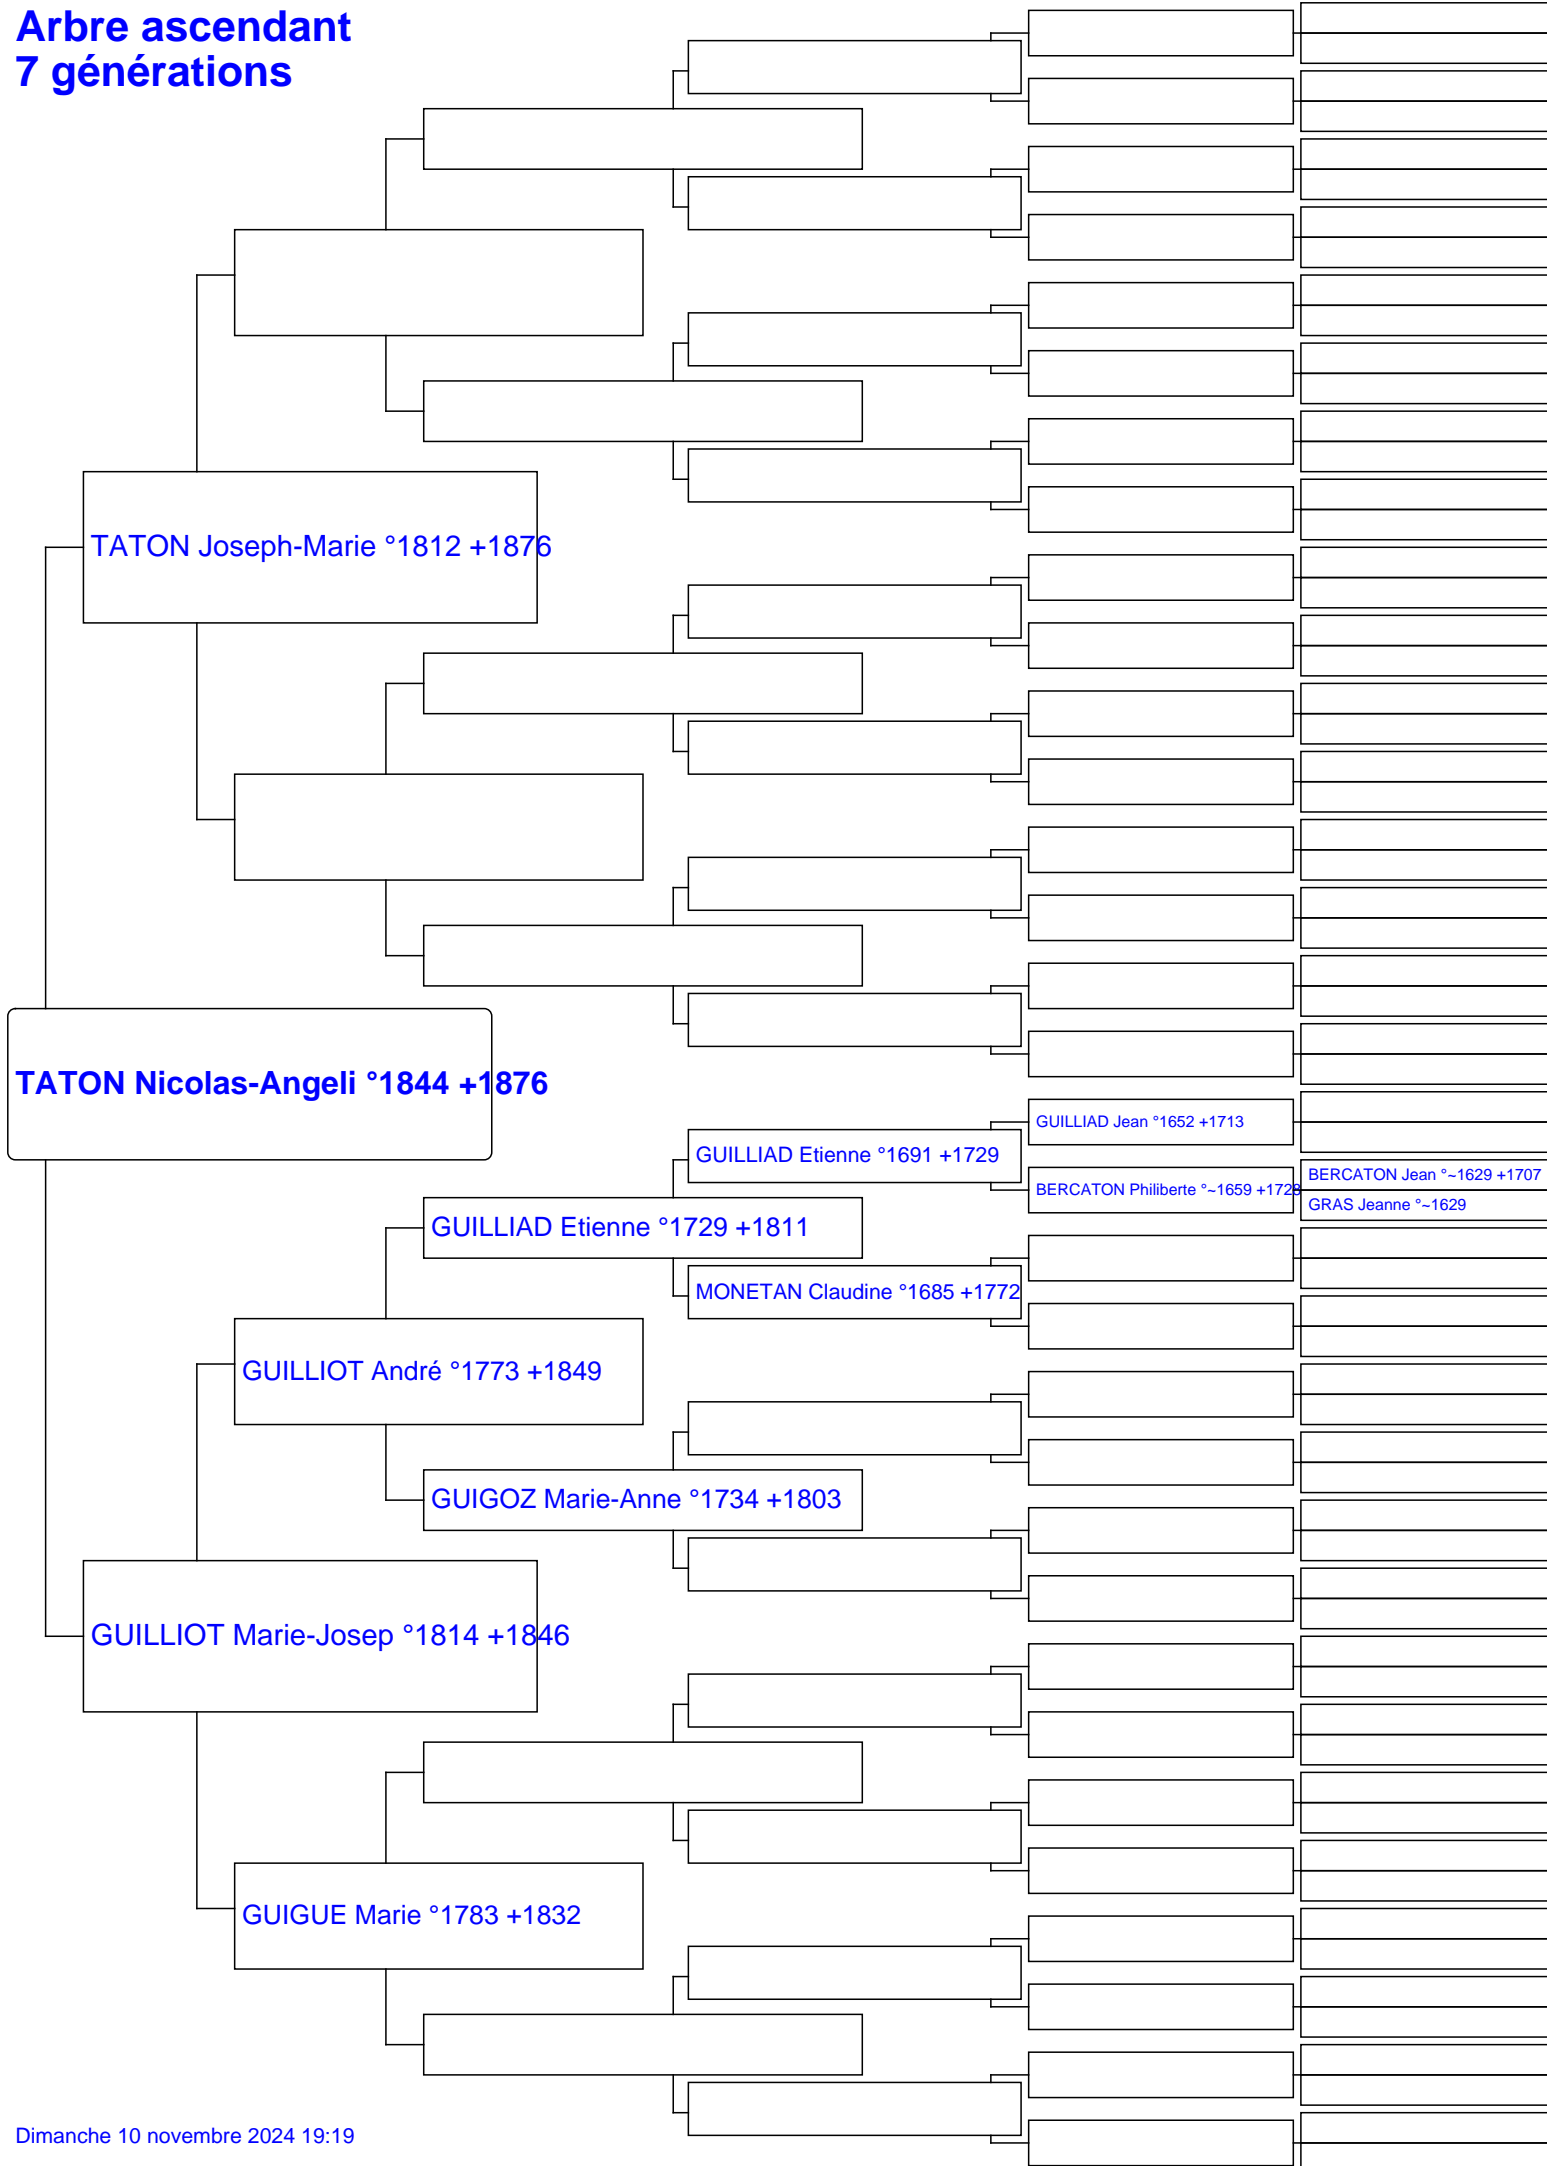 Arbre ascendant
7 générations
TATON Joseph-Marie °1812 +1876
TATON Nicolas-Angeli °1844 +1876
GUILLIAD Jean °1652 +1713
GUILLIAD Etienne °1691 +1729
BERCATON Jean °~1629 +1707
BERCATON Philiberte °~1659 +1728
GRAS Jeanne °~1629
GUILLIAD Etienne °1729 +1811
MONETAN Claudine °1685 +1772
GUILLIOT André °1773 +1849
GUIGOZ Marie-Anne °1734 +1803
GUILLIOT Marie-Josep °1814 +1846
GUIGUE Marie °1783 +1832
Dimanche 10 novembre 2024 19:19